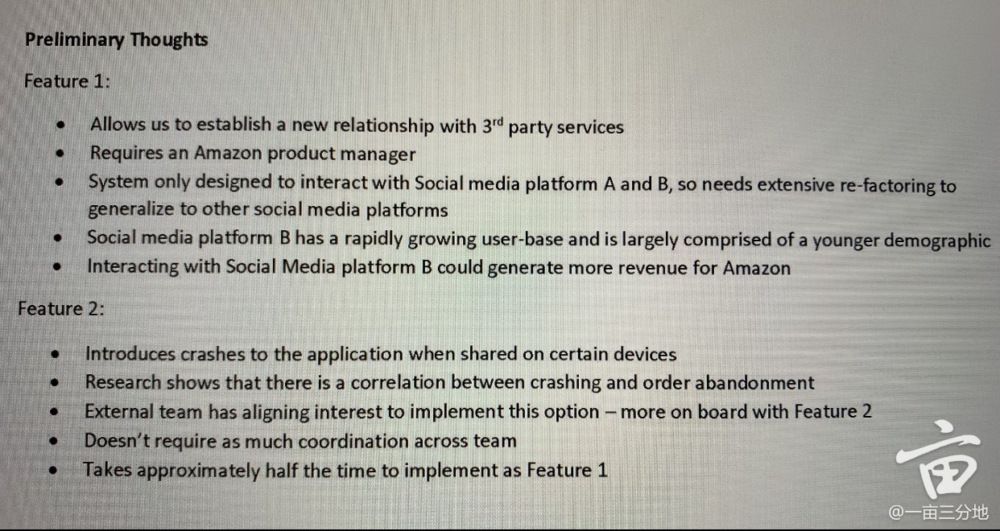 Preliminary Thoughts
Feature 1:
• Allows us to establish a new relationship with 3rd party services
• Requires an Amazon product manager
• System only designed to interact with Social media platform A and B, so needs extensive re-factoring to
generalize to other social media platforms
• Social media platform B has a rapidly growing user-base and is largely comprised of a younger demographic
• Interacting with Social Media platform B could generate more revenue for Amazon
Feature 2:
• Introduces crashes to the application when shared on certain devices
• Research shows that there is a correlation between crashing and order abandonment
• External team has aligning interest to implement this option – more on board with Feature 2
• Doesn't require as much coordination across team
• Takes approximately half the time to implement as Feature 1
亩
@一亩三分地